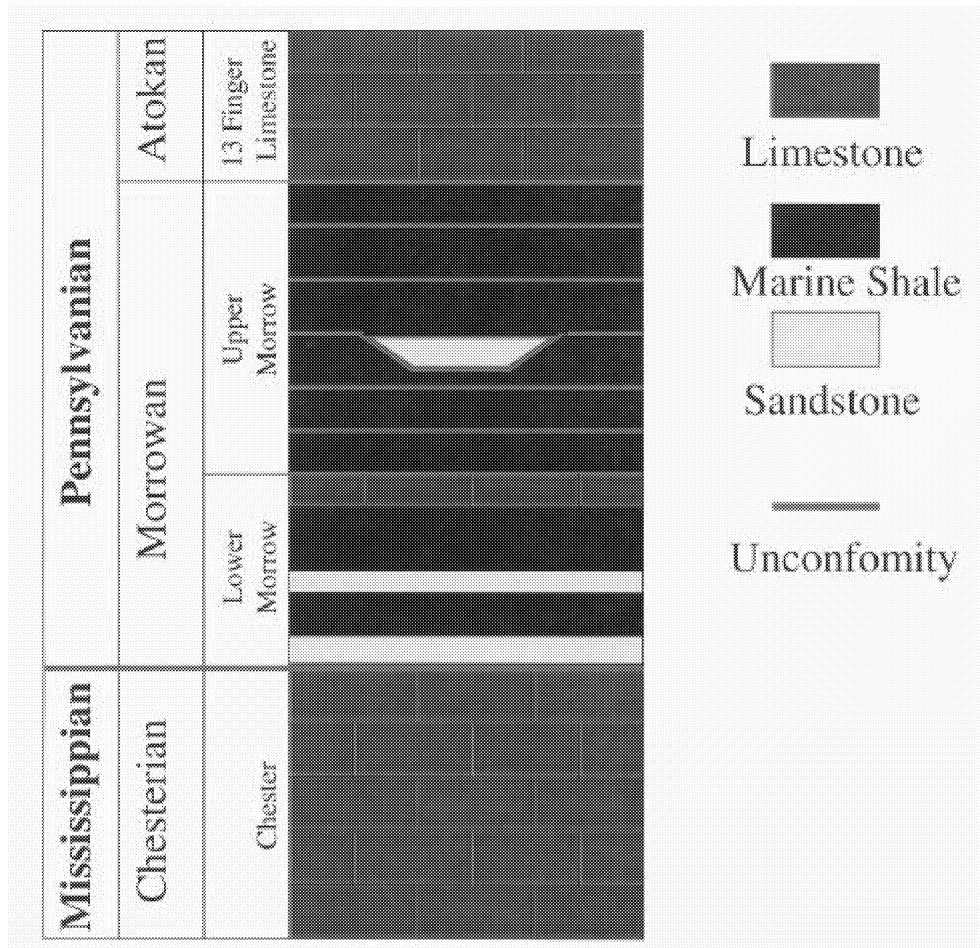 Pennsylvanian
Atokan
13 Finger
Limestone
Morrowan
Upper
Morrow
Lower
Morrow
Mississippian
Chesterian
Chester
Limestone
Marine Shale
Sandstone
Unconfomity